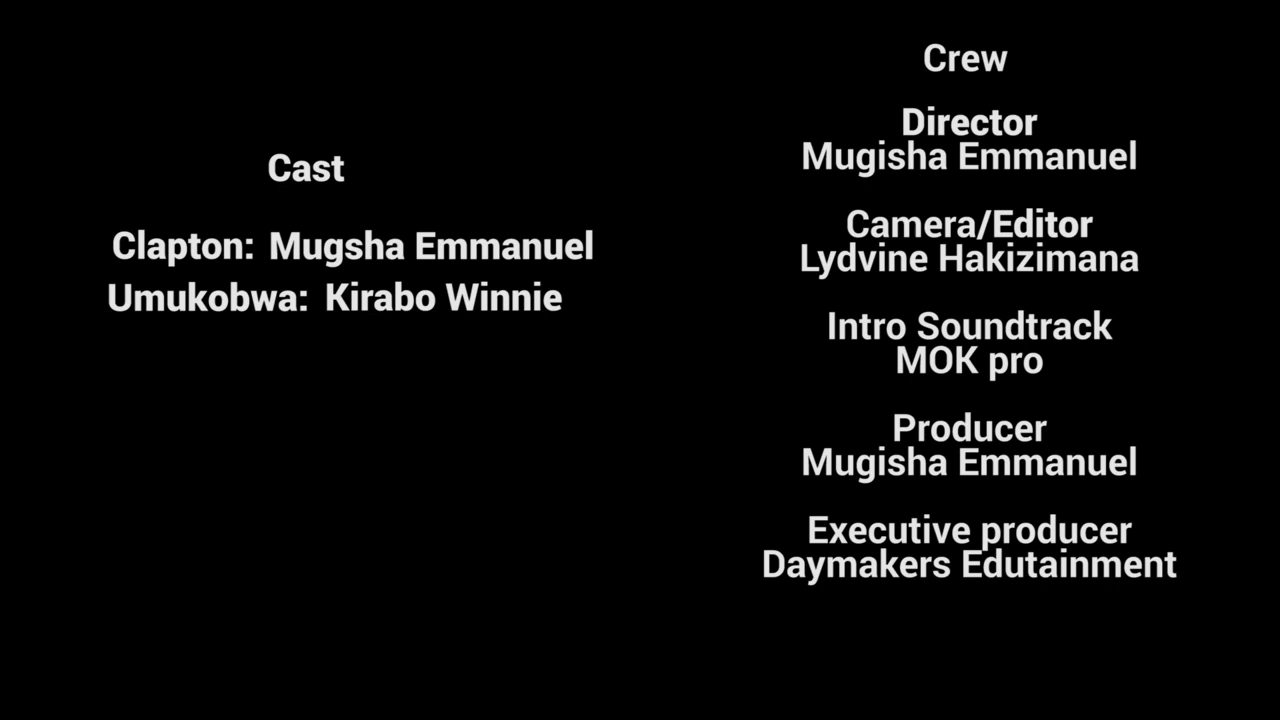 Cast
Clapton: Mugsha Emmanuel
Umukobwa: Kirabo Winnie
Crew
Director
Mugisha Emmanuel
Camera/Editor
Lydvine Hakizimana
Intro Soundtrack
MOK pro
Producer
Mugisha Emmanuel
Executive producer
Daymakers Edutainment